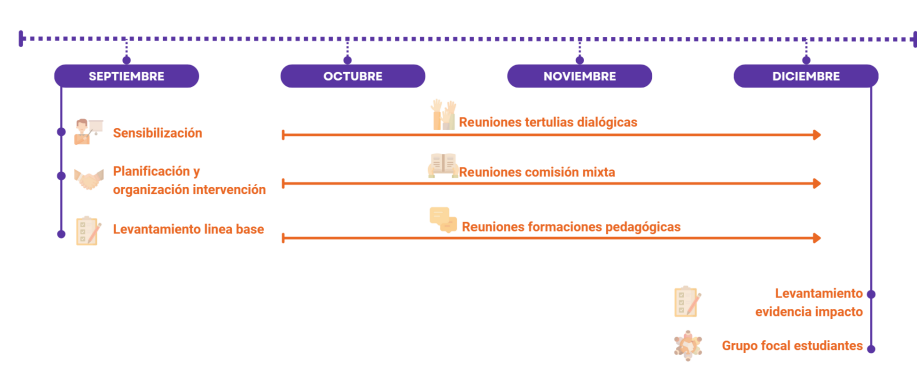 SEPTIEMBRE
OCTUBRE
NOVIEMBRE
DICIEMBRE
Sensibilización
Planificación y
organización intervención
Levantamiento linea base
Reuniones tertulias dialógicas
Reuniones comisión mixta
Reuniones formaciones pedagógicas
Levantamiento
evidencia impacto
Grupo focal estudiantes